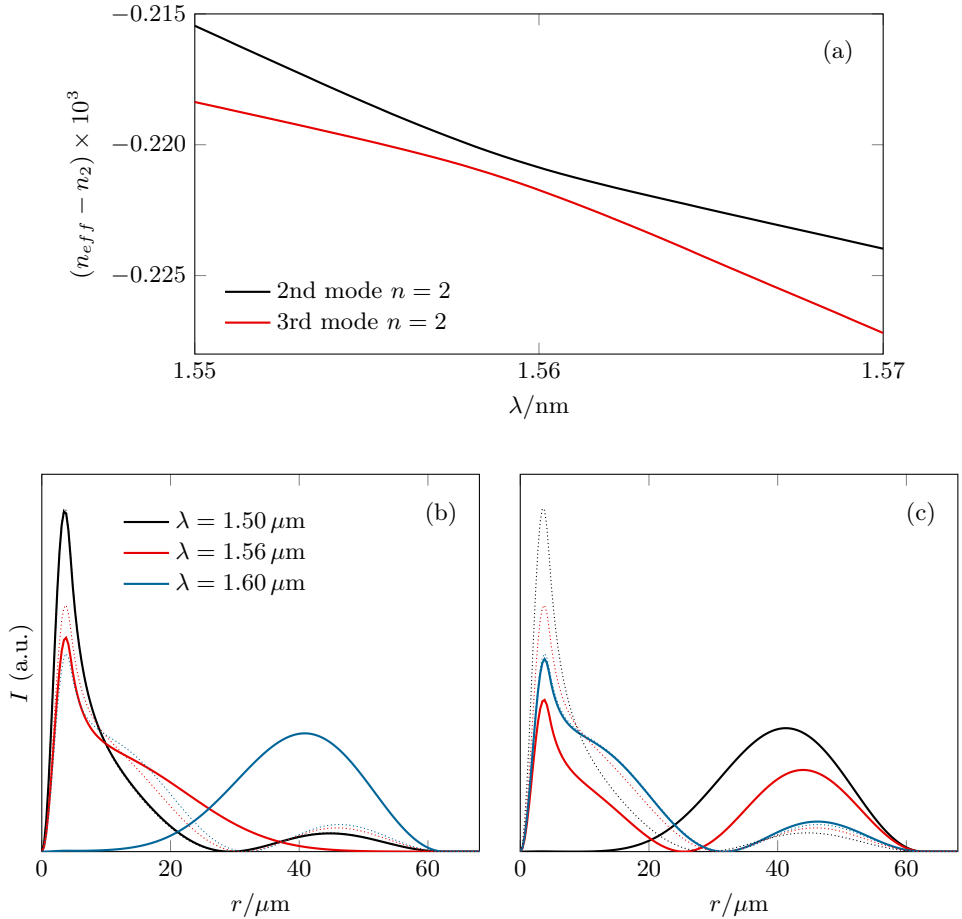 −0.215
(a)
−0.220
(n_eff − n_2) × 10^3
−0.225
2nd mode n = 2
3rd mode n = 2
1.55 1.56 1.57
λ/nm
(b)
λ = 1.50 μm
λ = 1.56 μm
λ = 1.60 μm
I (a.u.)
0 20 40 60
r/μm
(c)
0 20 40 60
r/μm